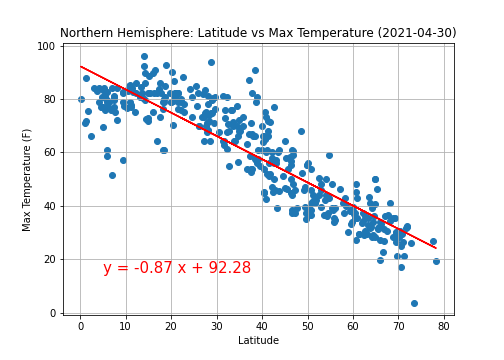 Northern Hemisphere: Latitude vs Max Temperature (2021-04-30)
100
80
60
40
20
0
Max Temperature (F)
y = -0.87 x + 92.28
0 10 20 30 40 50 60 70 80
Latitude